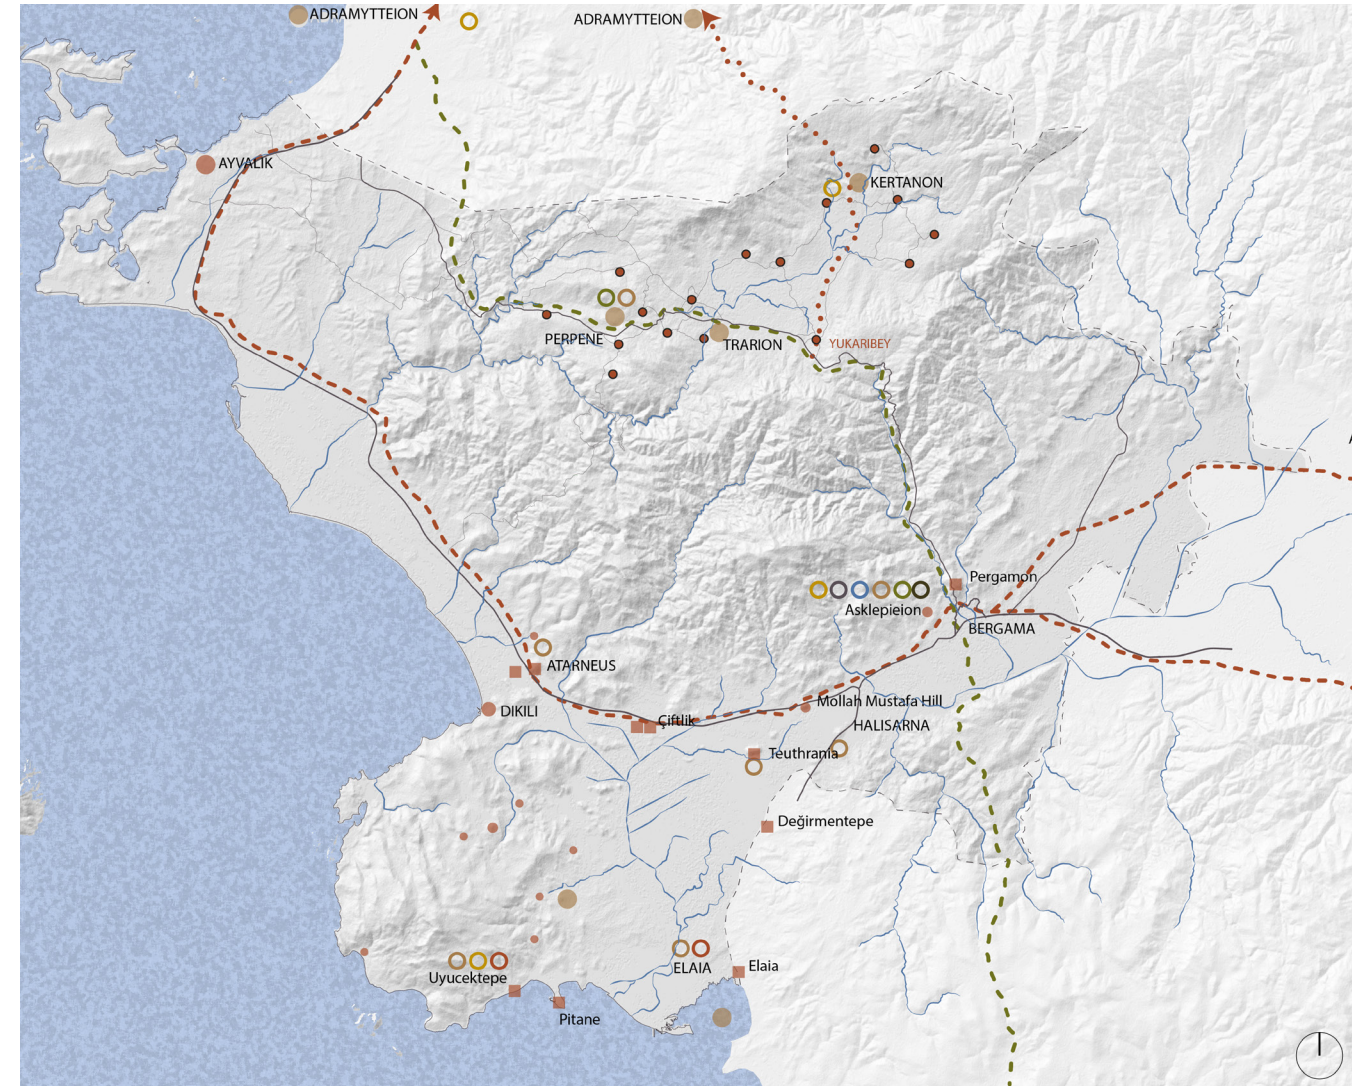 ADRAMYTTEION
ADRAMYTTEION
AYVALIK
KERTANON
PERPENE
TRARION
YUKARIBEY
Pergamon
Asklepieion
BERGAMA
ATARNEUS
Mollah Mustafa Hill
DIKILI
Çiftlik
HALISARNA
Teuthrania
Değirmentepe
ELAIA
Elaia
Uyucektepe
Pitane